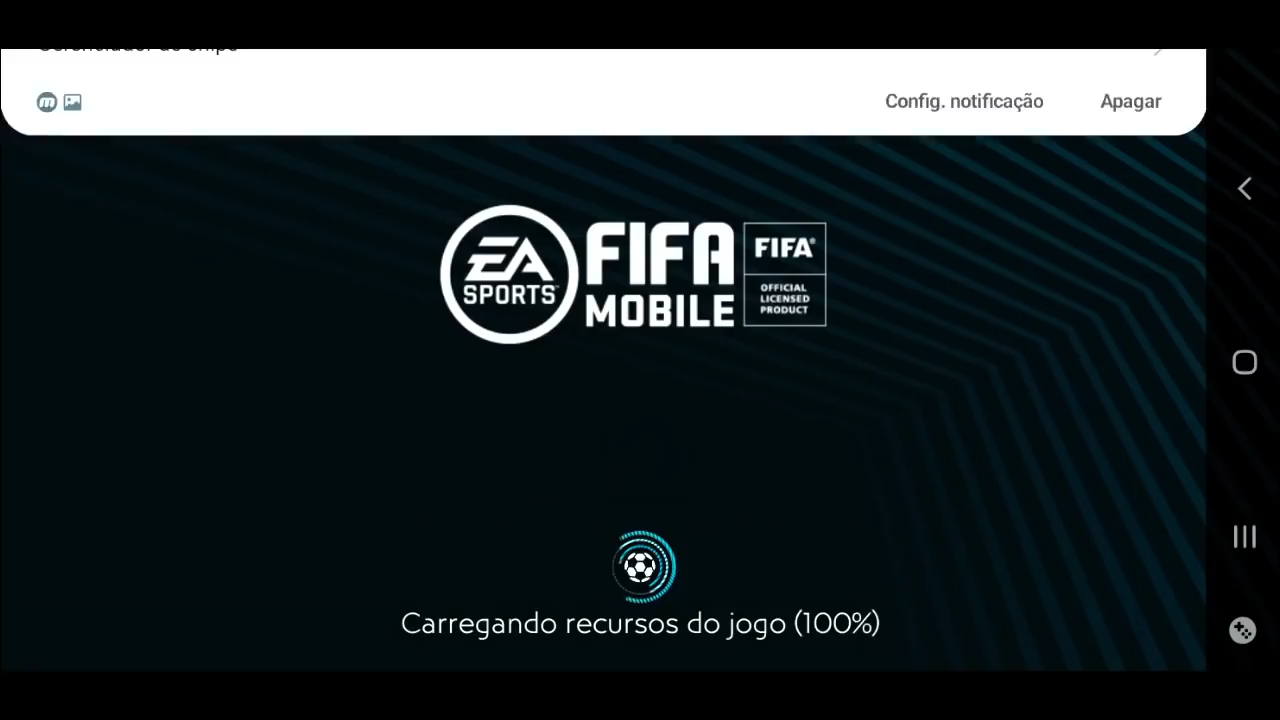 Config. notificação Apagar
EA
SPORTS
FIFA
MOBILE
FIFA®
OFFICIAL
LICENSED
PRODUCT
Carregando recursos do jogo (100%)